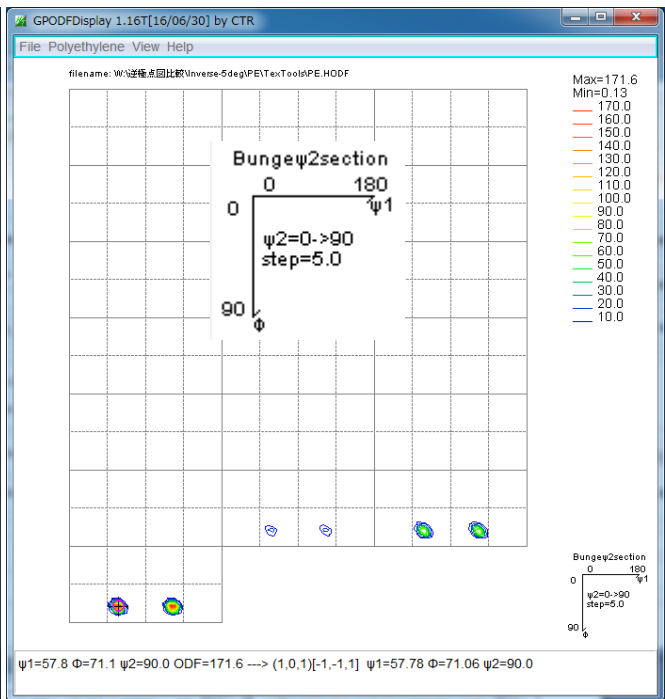 GPODFDisplay 1.16T[16/06/30] by CTR
File Polyethylene View Help
filename: W:\逆極点図比較\Inverse-5deg\PE\TexTools\PE.HODF
Max=171.6
Min=0.13
170.0
160.0
150.0
140.0
130.0
120.0
110.0
100.0
90.0
80.0
70.0
60.0
50.0
40.0
30.0
20.0
10.0
Bungeψ2section
0 180
0 ψ1
ψ2=0->90
step=5.0
90
Φ
Bungeψ2section
0 180
0 ψ1
ψ2=0->90
step=5.0
90
Φ
ψ1=57.8 Φ=71.1 ψ2=90.0 ODF=171.6 ---> (1,0,1)[-1,-1,1] ψ1=57.78 Φ=71.06 ψ2=90.0